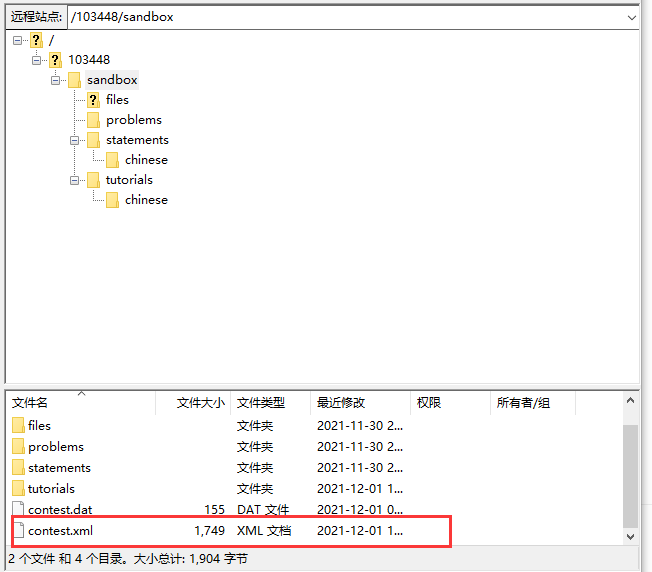 远程站点: /103448/sandbox
/
103448
sandbox
files
problems
statements
chinese
tutorials
chinese
文件名 文件大小 文件类型 最近修改 权限 所有者/组
files 文件夹 2021-11-30 2...
problems 文件夹 2021-11-30 2...
statements 文件夹 2021-11-30 2...
tutorials 文件夹 2021-12-01 1...
contest.dat 155 DAT 文件 2021-12-01 0...
contest.xml 1,749 XML 文档 2021-12-01 1...
2 个文件 和 4 个目录。大小总计: 1,904 字节